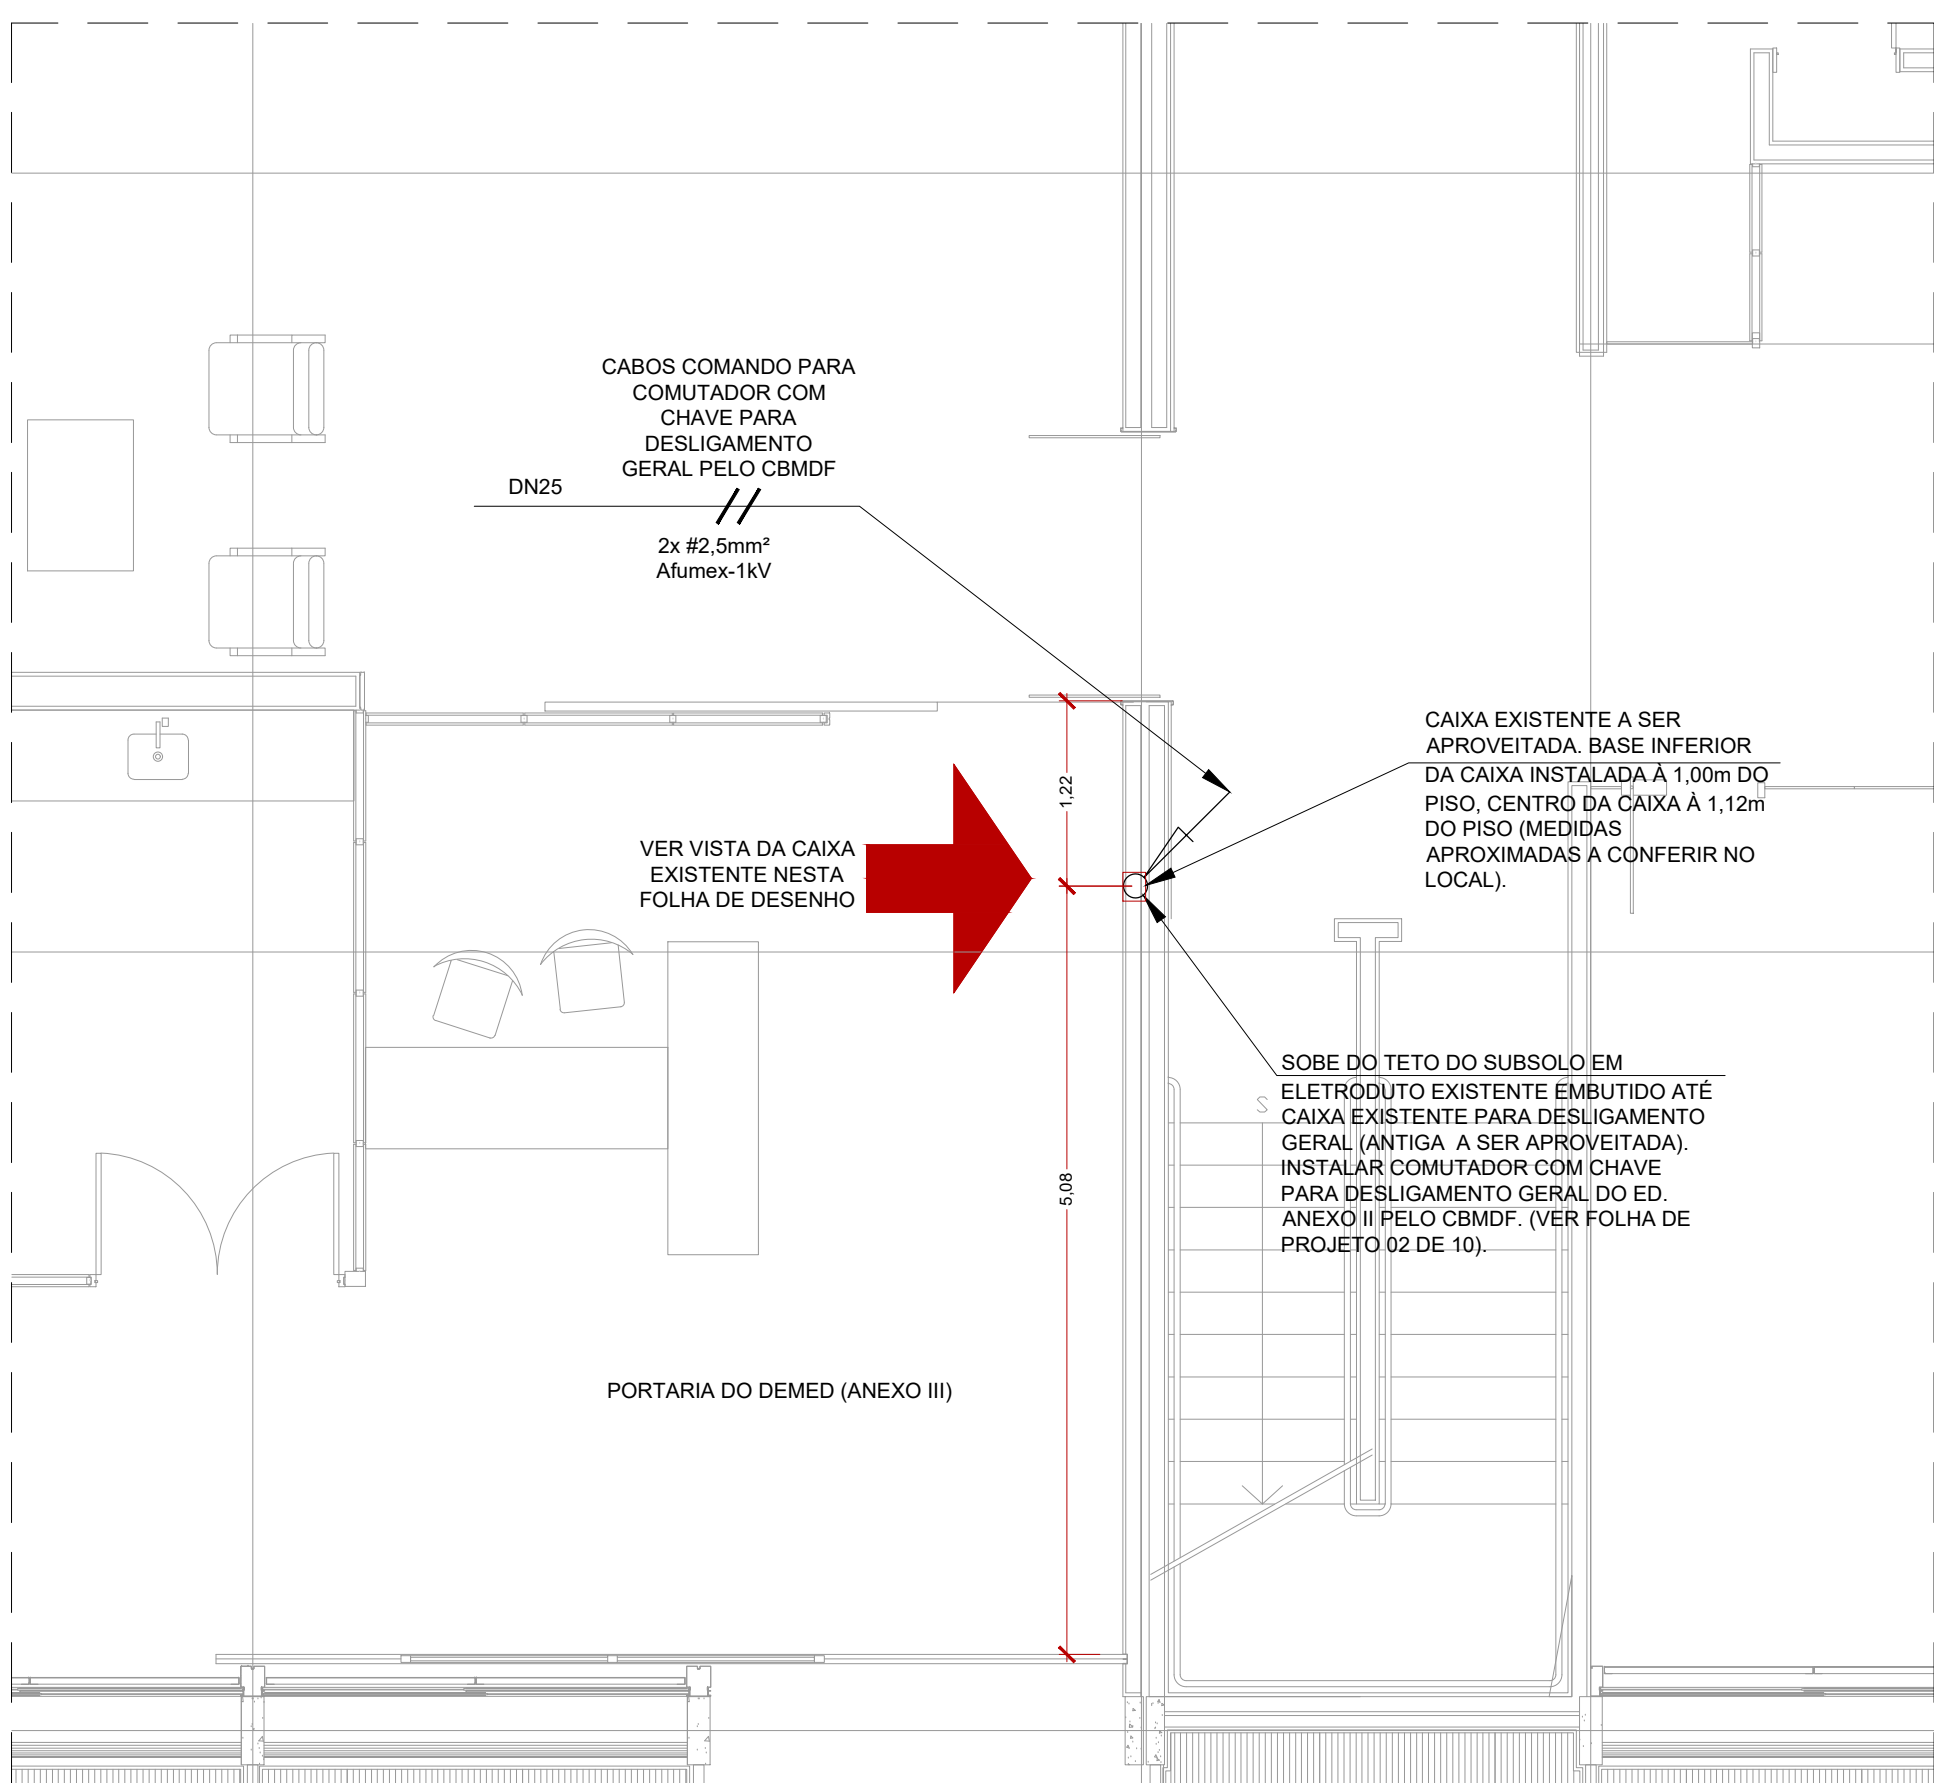 CABOS COMANDO PARA
COMUTADOR COM
CHAVE PARA
DESLIGAMENTO
GERAL PELO CBMDF
DN25
2x #2,5mm²
Afumex-1kV
CAIXA EXISTENTE A SER
APROVEITADA. BASE INFERIOR
DA CAIXA INSTALADA À 1,00m DO
PISO, CENTRO DA CAIXA À 1,12m
DO PISO (MEDIDAS
APROXIMADAS A CONFERIR NO
LOCAL).
1,22
VER VISTA DA CAIXA
EXISTENTE NESTA
FOLHA DE DESENHO
SOBE DO TETO DO SUBSOLO EM
ELETRODUTO EXISTENTE EMBUTIDO ATÉ
CAIXA EXISTENTE PARA DESLIGAMENTO
GERAL (ANTIGA  A SER APROVEITADA).
INSTALAR COMUTADOR COM CHAVE
PARA DESLIGAMENTO GERAL DO ED.
ANEXO II PELO CBMDF. (VER FOLHA DE
PROJETO 02 DE 10).
S
5,08
PORTARIA DO DEMED (ANEXO III)